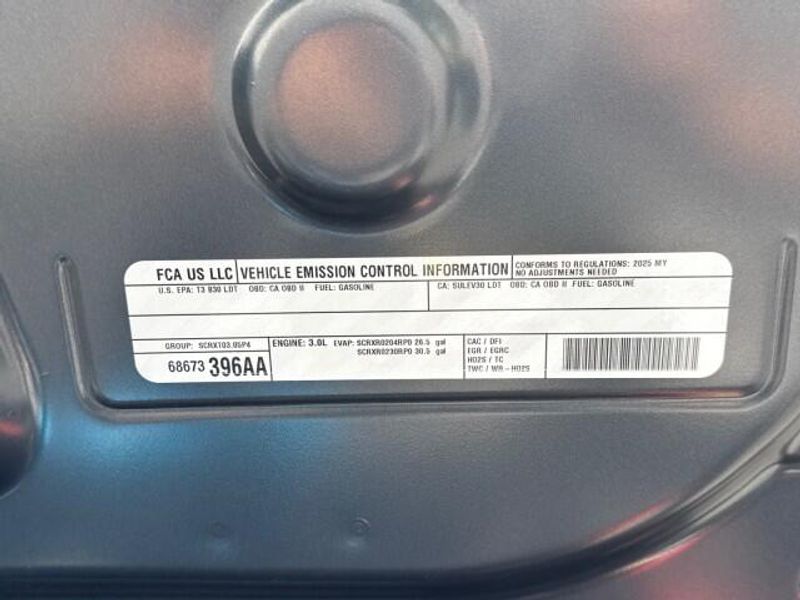 FCA US LLC VEHICLE EMISSION CONTROL INFORMATION
CONFORMS TO REGULATIONS: 2025 MY
NO ADJUSTMENTS NEEDED
U.S. EPA: T3 B30 LDT OBD: CA OBD II FUEL: GASOLINE
CA: SULEV30 LDT OBD: CA OBD II FUEL: GASOLINE
GROUP: SCRXT03.05P4
68673 396AA
ENGINE: 3.0L EVAP: SCRXR0204RP0 26.5 gal
SCRXR0230RP0 30.5 gal
CAC / DFI
EGR / EGRC
HO2S / TC
TWC / WR-HO2S